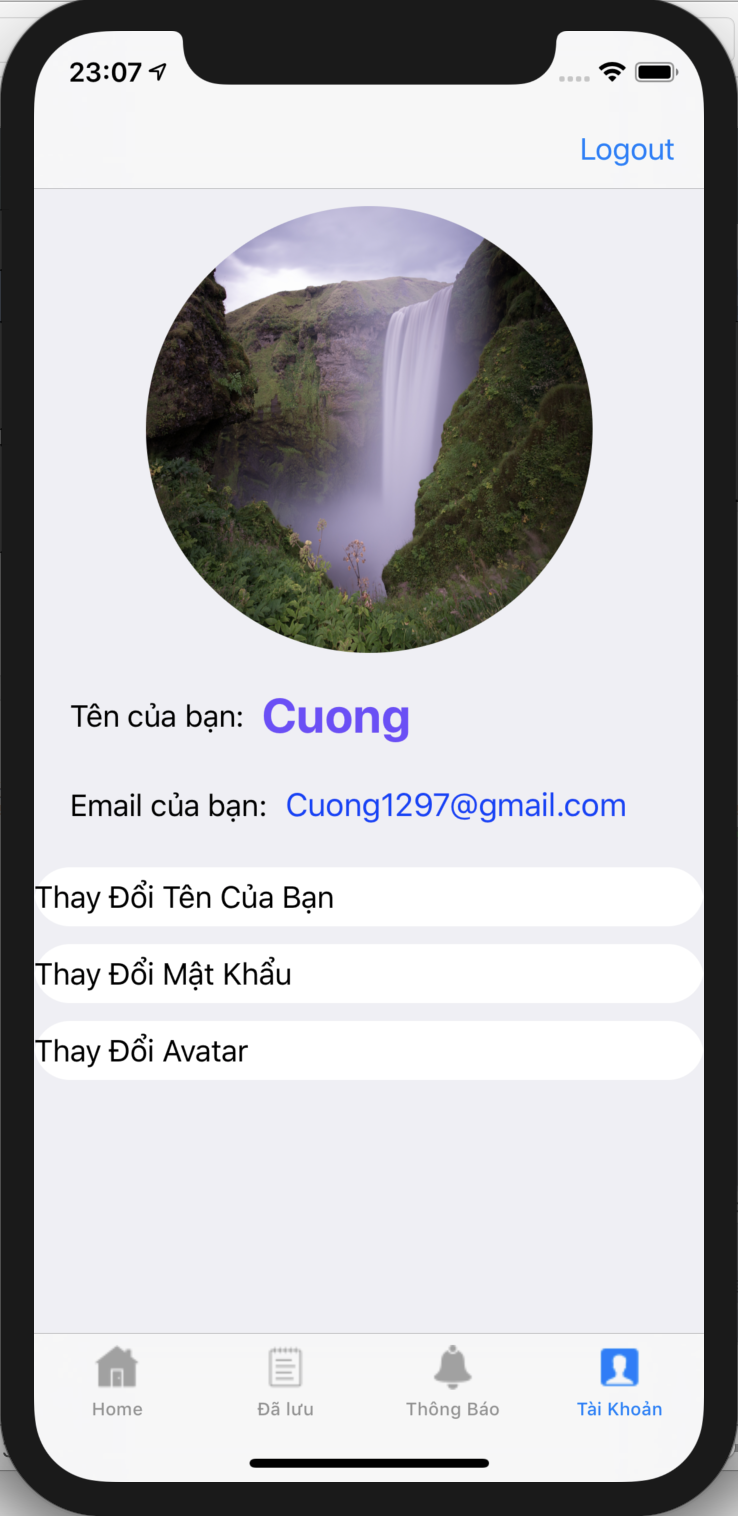 23:07
Logout
Tên của bạn: Cuong
Email của bạn: Cuong1297@gmail.com
Thay Đổi Tên Của Bạn
Thay Đổi Mật Khẩu
Thay Đổi Avatar
Home Đã lưu Thông Báo Tài Khoản